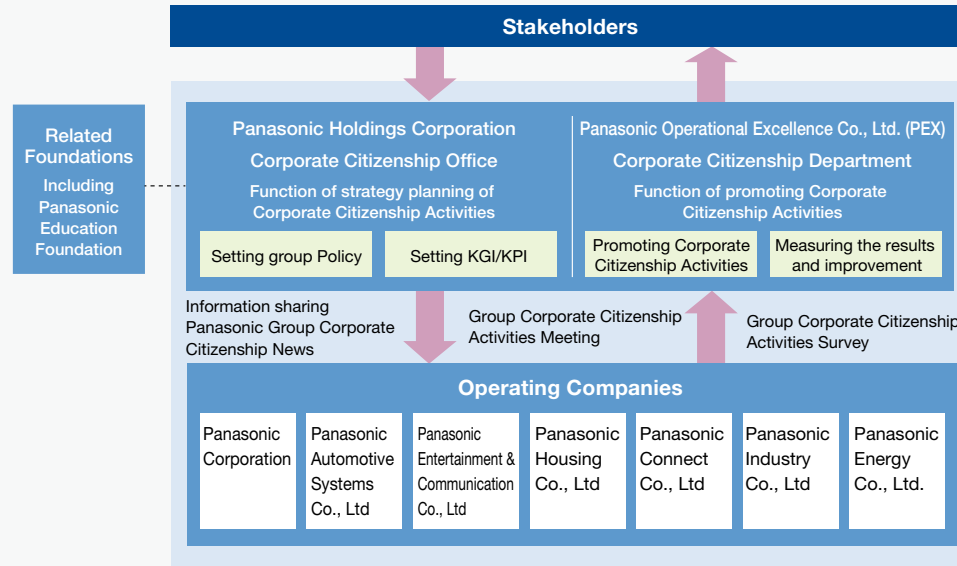 Stakeholders
Related
Foundations
Including
Panasonic
Education
Foundation
Panasonic Holdings Corporation
Corporate Citizenship Office
Function of strategy planning of
Corporate Citizenship Activities
Setting group Policy
Setting KGI/KPI
Panasonic Operational Excellence Co., Ltd. (PEX)
Corporate Citizenship Department
Function of promoting Corporate
Citizenship Activities
Promoting Corporate
Citizenship Activities
Measuring the results
and improvement
Information sharing
Panasonic Group Corporate
Citizenship News
Group Corporate Citizenship
Activities Meeting
Group Corporate Citizenship
Activities Survey
Operating Companies
Panasonic
Corporation
Panasonic
Automotive
Systems
Co., Ltd
Panasonic
Entertainment &
Communication
Co., Ltd
Panasonic
Housing
Co., Ltd
Panasonic
Connect
Co., Ltd
Panasonic
Industry
Co., Ltd
Panasonic
Energy
Co., Ltd.